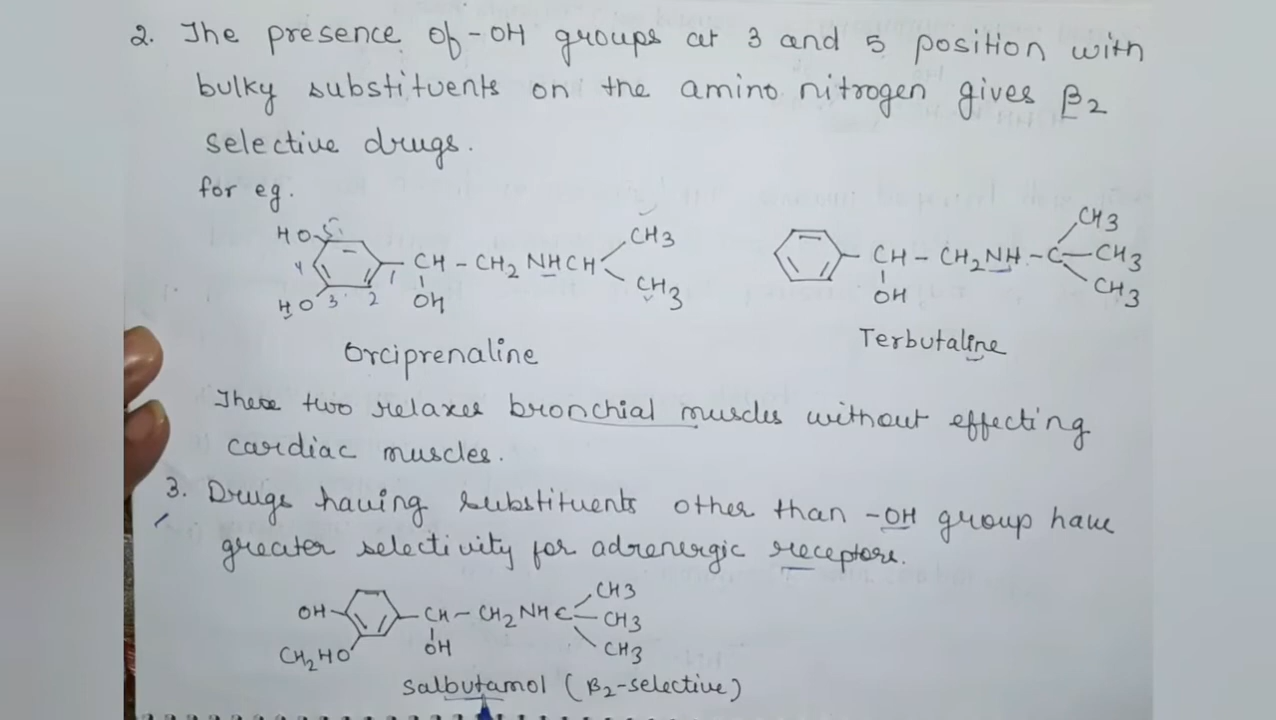 2. The presence of -OH groups at 3 and 5 position with
bulky substituents on the amino nitrogen gives β2
selective drugs.
for eg.
HO 5 4 HO 3 2 1 CH - CH2 NHCH CH3 CH3
OH
Orciprenaline
CH - CH2NH - C - CH3 CH3 CH3
OH
Terbutaline
These two relaxes bronchial muscles without effecting
cardiac muscles.
3. Drugs having substituents other than -OH group have
greater selectivity for adrenergic receptors.
OH CH2HO CH - CH2NHC - CH3 CH3 CH3
OH
Salbutamol (β2-selective)